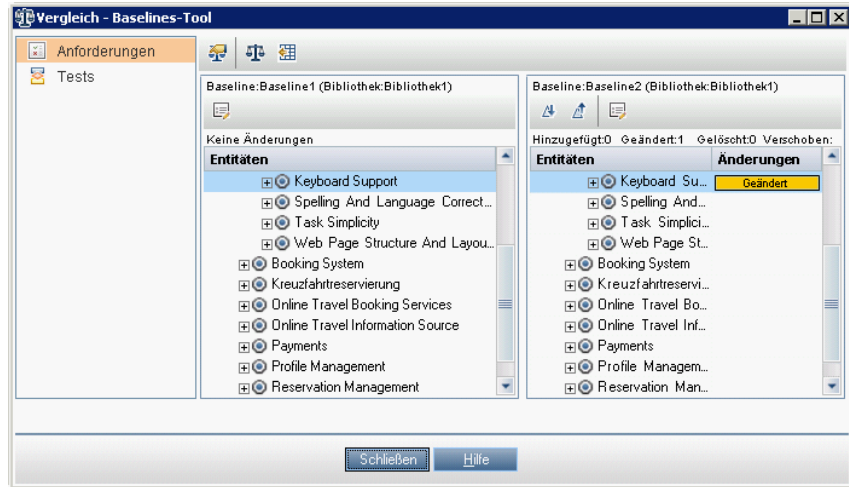 Vergleich - Baselines-Tool
Anforderungen
Tests
Baseline:Baseline1 (Bibliothek:Bibliothek1)
Keine Änderungen
Entitäten
Keyboard Support
Spelling And Language Correct...
Task Simplicity
Web Page Structure And Layou...
Booking System
Kreuzfahrtreservierung
Online Travel Booking Services
Online Travel Information Source
Payments
Profile Management
Reservation Management
Baseline:Baseline2 (Bibliothek:Bibliothek1)
Hinzugefügt:0 Geändert:1 Gelöscht:0 Verschoben:
Entitäten Änderungen
Keyboard Su... Geändert
Spelling And...
Task Simplici...
Web Page St...
Booking System
Kreuzfahrtreservi...
Online Travel Bo...
Online Travel Inf...
Payments
Profile Managem...
Reservation Man...
Schließen Hilfe